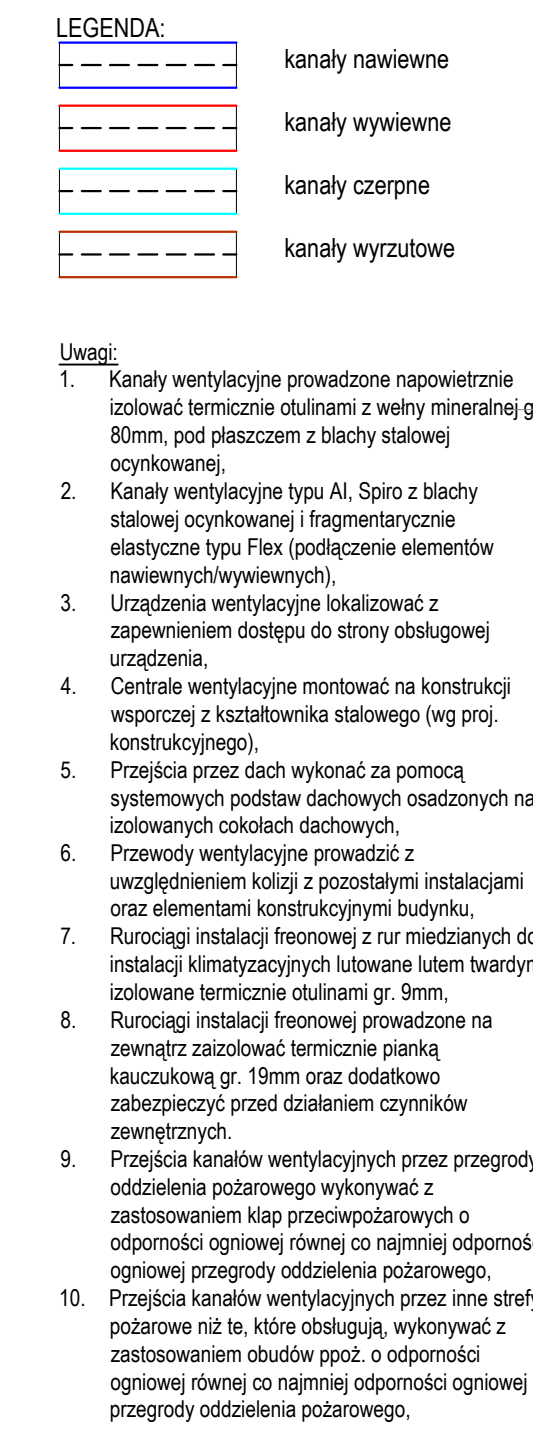 LEGENDA:
kanały nawiewne
kanały wywiewne
kanały czerpne
kanały wyrzutowe
Uwagi:
1. Kanały wentylacyjne prowadzone napowietrznie
izolować termicznie otulinami z wełny mineralnej g
80mm, pod płaszczem z blachy stalowej
ocynkowanej,
2. Kanały wentylacyjne typu AI, Spiro z blachy
stalowej ocynkowanej i fragmentarycznie
elastyczne typu Flex (podłączenie elementów
nawiewnych/wywiewnych),
3. Urządzenia wentylacyjne lokalizować z
zapewnieniem dostępu do strony obsługowej
urządzenia,
4. Centrale wentylacyjne montować na konstrukcji
wsporczej z kształtownika stalowego (wg proj.
konstrukcyjnego),
5. Przejścia przez dach wykonać za pomocą
systemowych podstaw dachowych osadzonych na
izolowanych cokołach dachowych,
6. Przewody wentylacyjne prowadzić z
uwzględnieniem kolizji z pozostałymi instalacjami
oraz elementami konstrukcyjnymi budynku,
7. Rurociągi instalacji freonowej z rur miedzianych do
instalacji klimatyzacyjnych lutowane lutem twardym
izolowane termicznie otulinami gr. 9mm,
8. Rurociągi instalacji freonowej prowadzone na
zewnątrz zaizolować termicznie pianką
kauczukową gr. 19mm oraz dodatkowo
zabezpieczyć przed działaniem czynników
zewnętrznych.
9. Przejścia kanałów wentylacyjnych przez przegrody
oddzielenia pożarowego wykonywać z
zastosowaniem klap przeciwpożarowych o
odporności ogniowej równej co najmniej odpornoś
ogniowej przegrody oddzielenia pożarowego,
10. Przejścia kanałów wentylacyjnych przez inne strefy
pożarowe niż te, które obsługują, wykonywać z
zastosowaniem obudów ppoż. o odporności
ogniowej równej co najmniej odporności ogniowej
przegrody oddzielenia pożarowego,